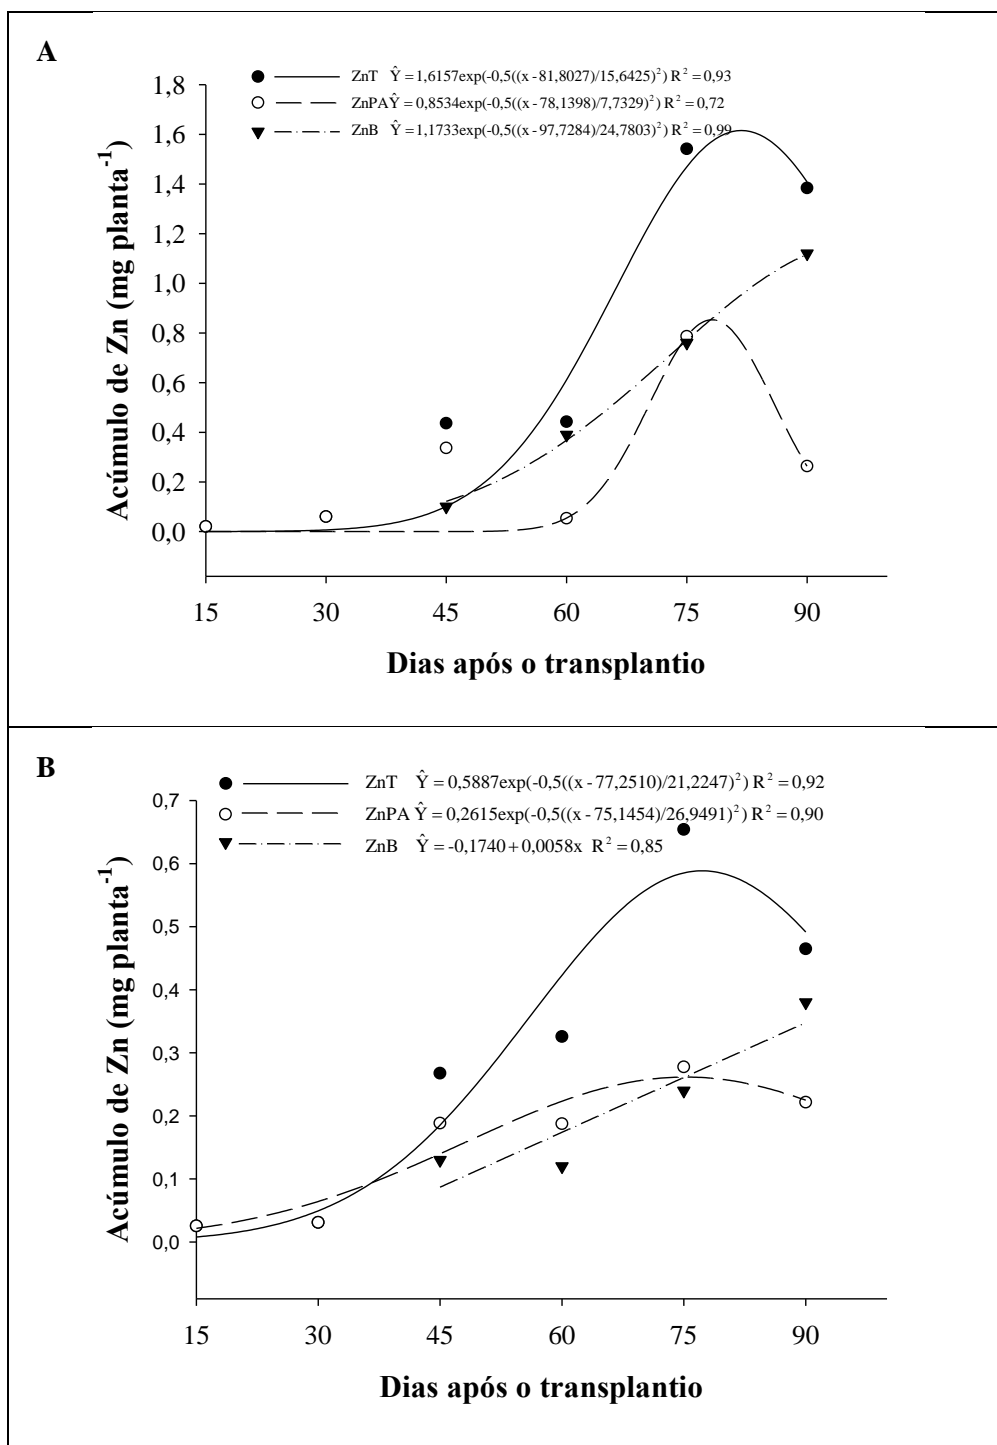 A
ZnT Ŷ = 1,6157exp(-0,5((x - 81,8027)/15,6425)²) R² = 0,93
ZnPA Ŷ = 0,8534exp(-0,5((x - 78,1398)/7,7329)²) R² = 0,72
ZnB Ŷ = 1,1733exp(-0,5((x - 97,7284)/24,7803)²) R² = 0,99
Acúmulo de Zn (mg planta⁻¹)
1,8
1,6
1,4
1,2
1,0
0,8
0,6
0,4
0,2
0,0
15 30 45 60 75 90
Dias após o transplantio
B
ZnT Ŷ = 0,5887exp(-0,5((x - 77,2510)/21,2247)²) R² = 0,92
ZnPA Ŷ = 0,2615exp(-0,5((x - 75,1454)/26,9491)²) R² = 0,90
ZnB Ŷ = -0,1740 + 0,0058x R² = 0,85
Acúmulo de Zn (mg planta⁻¹)
0,7
0,6
0,5
0,4
0,3
0,2
0,1
0,0
15 30 45 60 75 90
Dias após o transplantio